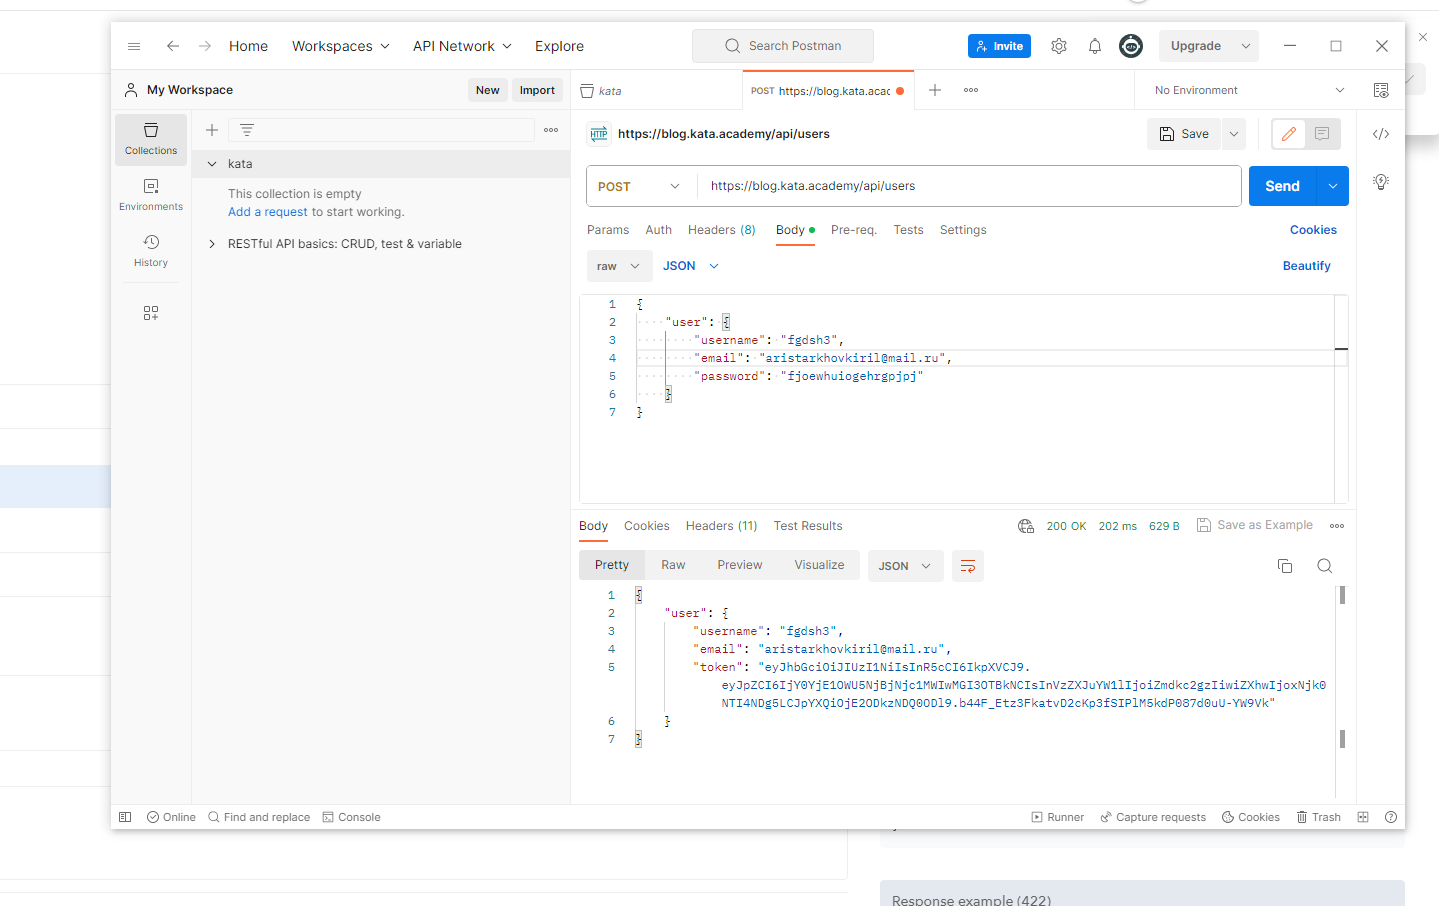 Home Workspaces API Network Explore Search Postman Invite Upgrade
My Workspace New Import kata POST https://blog.kata.acac No Environment
Collections
Environments
History
kata
This collection is empty
Add a request to start working.
RESTful API basics: CRUD, test & variable
HTTP https://blog.kata.academy/api/users Save
POST https://blog.kata.academy/api/users Send
Params Auth Headers (8) Body Pre-req. Tests Settings Cookies
raw JSON Beautify
1 {
2 "user": {
3 "username": "fgdsh3",
4 "email": "aristarkhovkiril@mail.ru",
5 "password": "fjoewhuiogehrgpjpj"
6 }
7 }
Body Cookies Headers (11) Test Results 200 OK 202 ms 629 B Save as Example
Pretty Raw Preview Visualize JSON
1 {
2 "user": {
3 "username": "fgdsh3",
4 "email": "aristarkhovkiril@mail.ru",
5 "token": "eyJhbGciOiJIUzI1NiIsInR5cCI6IkpXVCJ9.
eyJpZCI6IjY0YjE1OWU5NjBjNjc1MWIwMGI3OTBkNCIsInVzZXJuYW1lIjoiZmdkc2gzIiwiZXhwIjoxNjk0
NTI4NDg5LCJpYXQiOjE2ODkzNDQ0ODl9.b44F_Etz3FkatvD2cKp3fSIPlM5kdP087d0uU-YW9Vk"
6 }
7 }
Online Find and replace Console Runner Capture requests Cookies Trash
Response example (422)